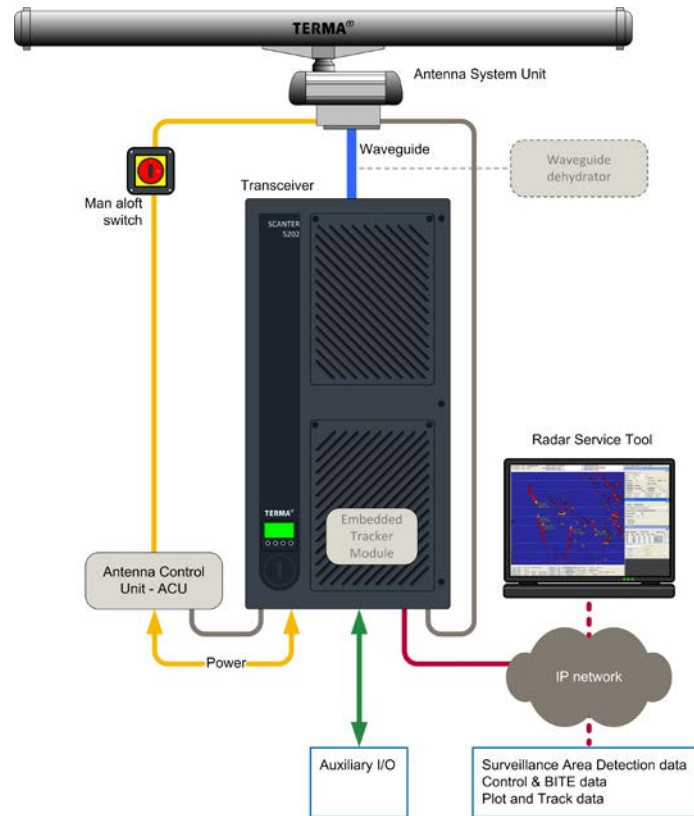 TERMA®
Antenna System Unit
Waveguide
Waveguide
dehydrator
Man aloft
switch
Transceiver
SCANTER
5202
Radar Service Tool
TERMA®
Embedded
Tracker
Module
Antenna Control
Unit - ACU
Power
IP network
Auxiliary I/O
Surveillance Area Detection data
Control & BITE data
Plot and Track data